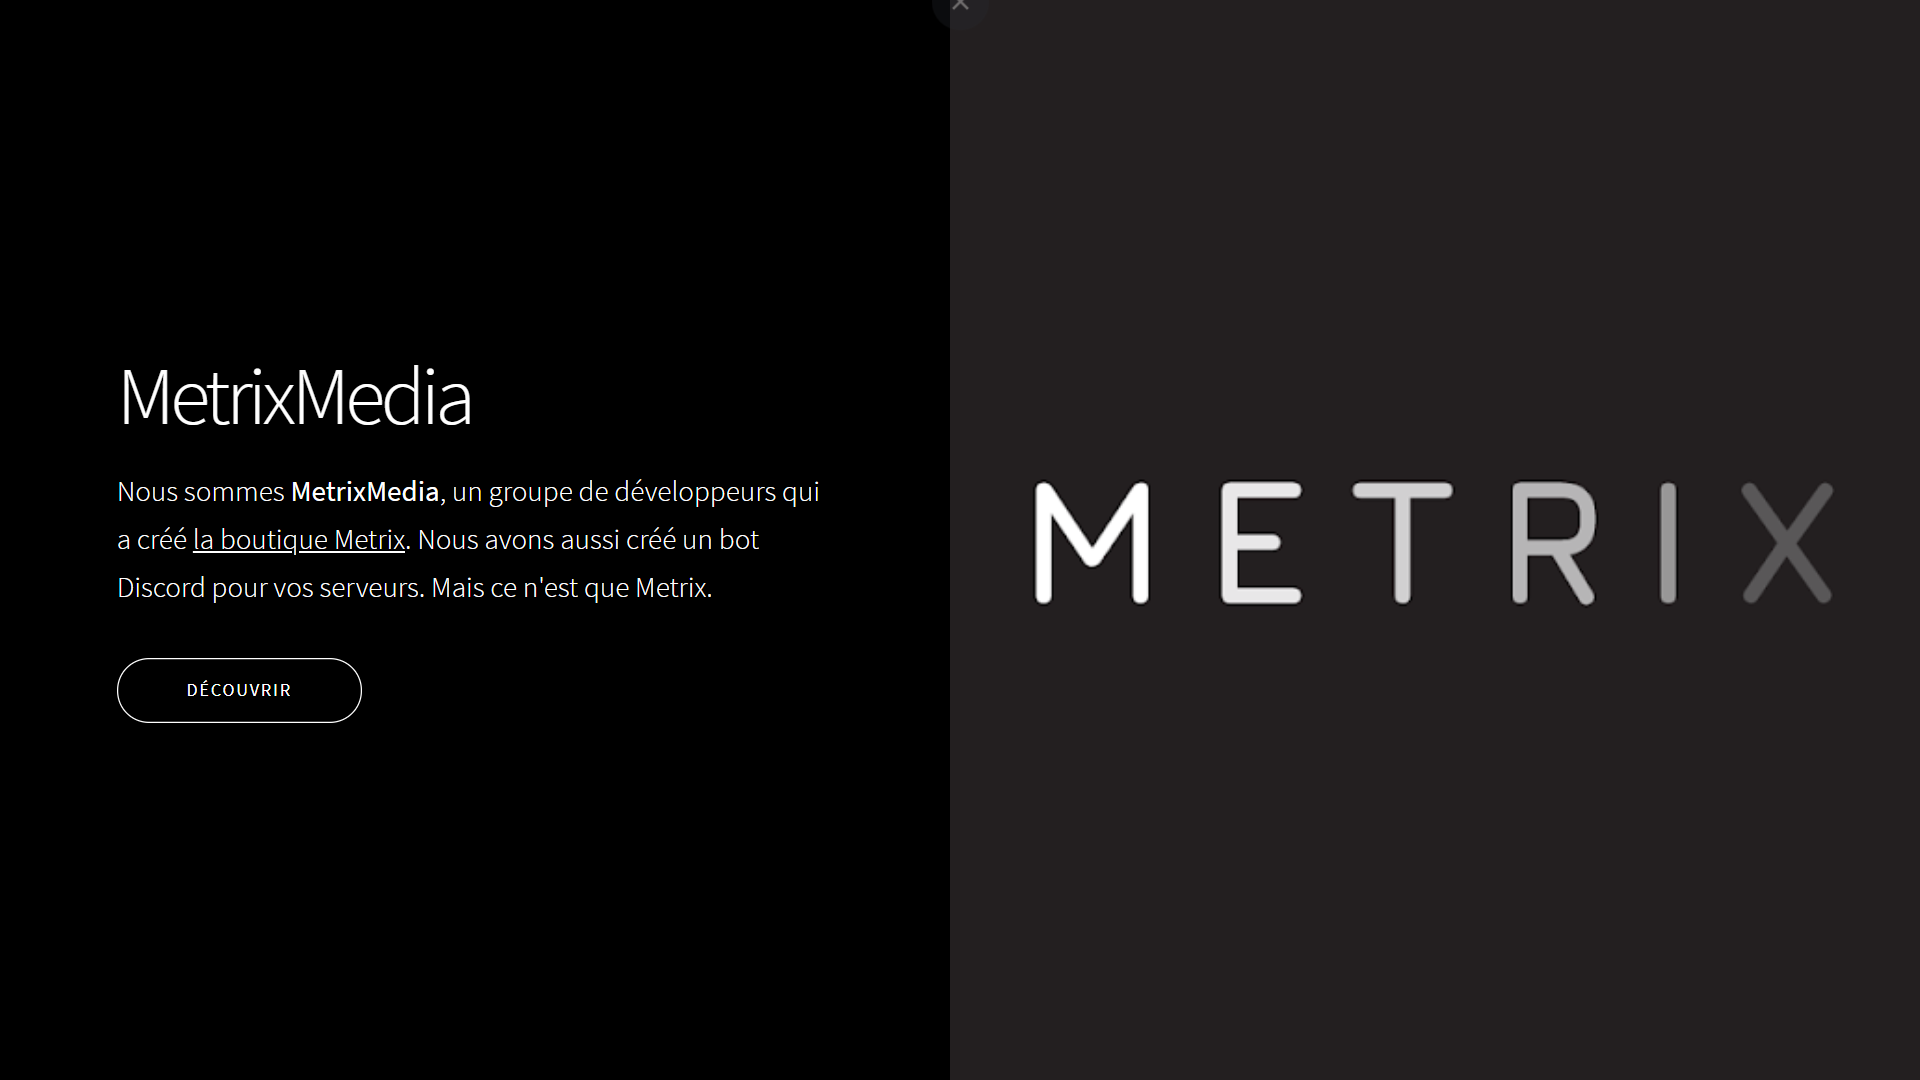 MetrixMedia
Nous sommes MetrixMedia, un groupe de développeurs qui
a créé la boutique Metrix. Nous avons aussi créé un bot
Discord pour vos serveurs. Mais ce n'est que Metrix.
DÉCOUVRIR
METRIX